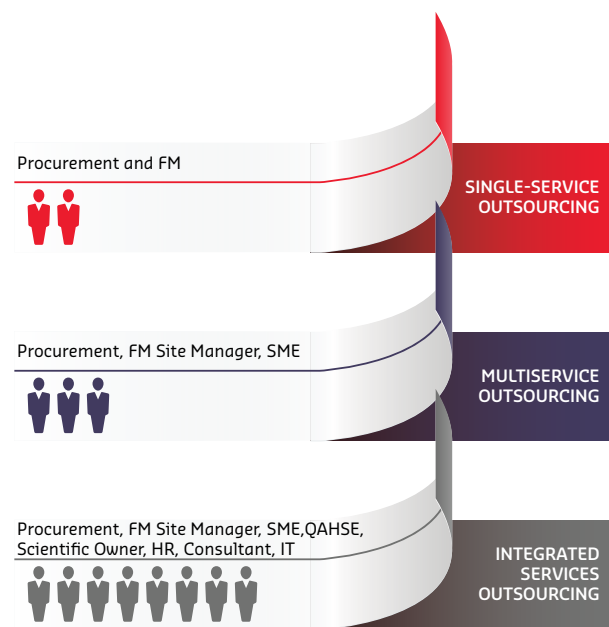 Procurement and FM
SINGLE-SERVICE
OUTSOURCING
Procurement, FM Site Manager, SME
MULTISERVICE
OUTSOURCING
Procurement, FM Site Manager, SME,QAHSE,
Scientific Owner, HR, Consultant, IT
INTEGRATED
SERVICES
OUTSOURCING